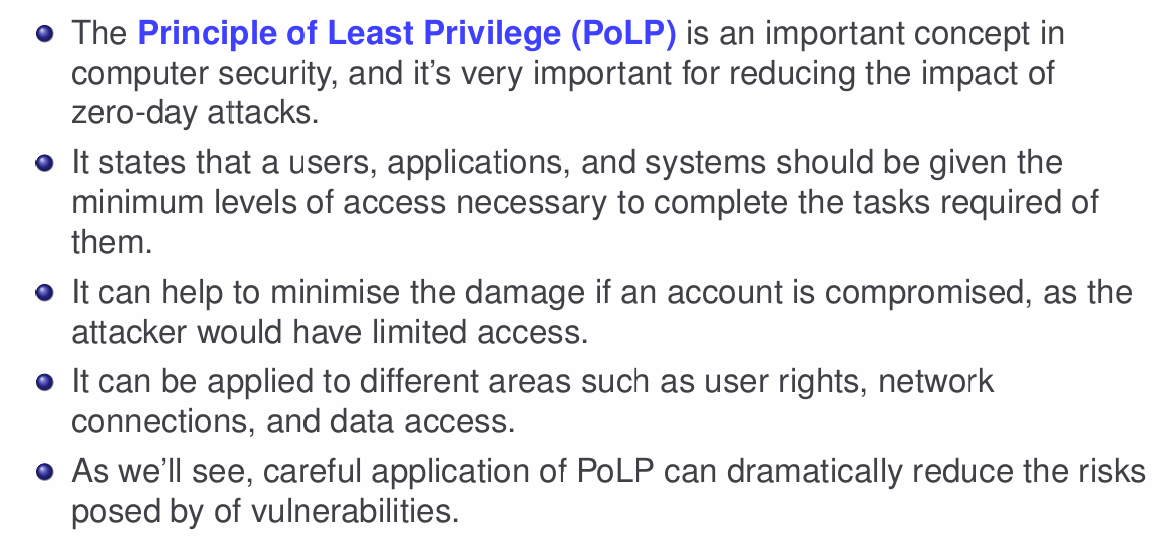 The Principle of Least Privilege (PoLP) is an important concept in
computer security, and it's very important for reducing the impact of
zero-day attacks.
It states that a users, applications, and systems should be given the
minimum levels of access necessary to complete the tasks required of
them.
It can help to minimise the damage if an account is compromised, as the
attacker would have limited access.
It can be applied to different areas such as user rights, network
connections, and data access.
As we'll see, careful application of PoLP can dramatically reduce the risks
posed by of vulnerabilities.